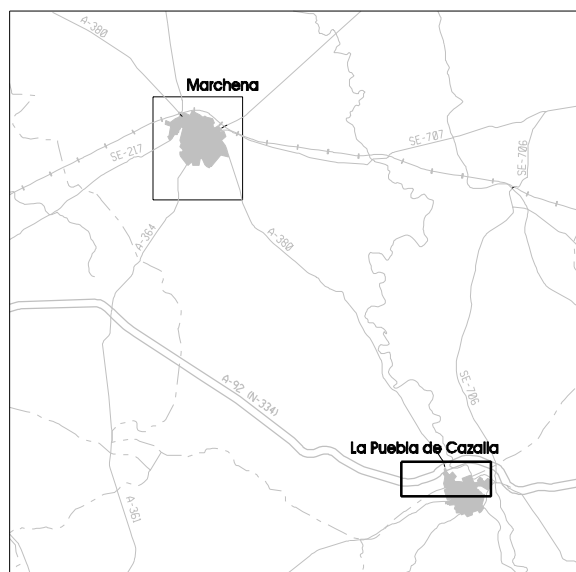 A-380
Marchena
SE-217
SE-707
SE-706
A-364
A-380
A-92 (N-334)
SE-706
La Puebla de Cazalla
A-361